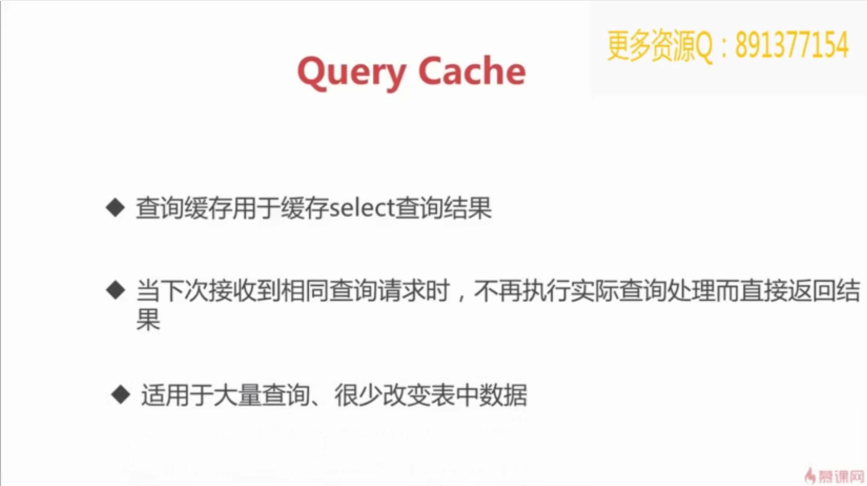 更多资源Q：891377154
Query Cache
◆ 查询缓存用于缓存select查询结果
◆ 当下次接收到相同查询请求时，不再执行实际查询处理而直接返回结
果
◆ 适用于大量查询、很少改变表中数据
慕课网